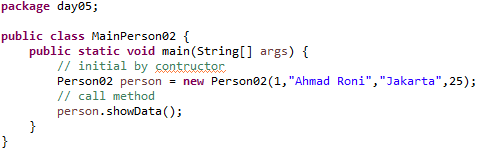 package day05;
public class MainPerson02 {
public static void main(String[] args) {
// initial by contructor
Person02 person = new Person02(1,"Ahmad Roni","Jakarta",25);
// call method
person.showData();
}
}